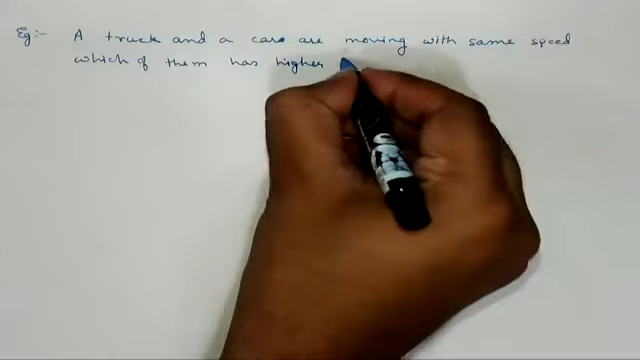 Eg:- A truck and a car are moving with same speed
which of them has higher